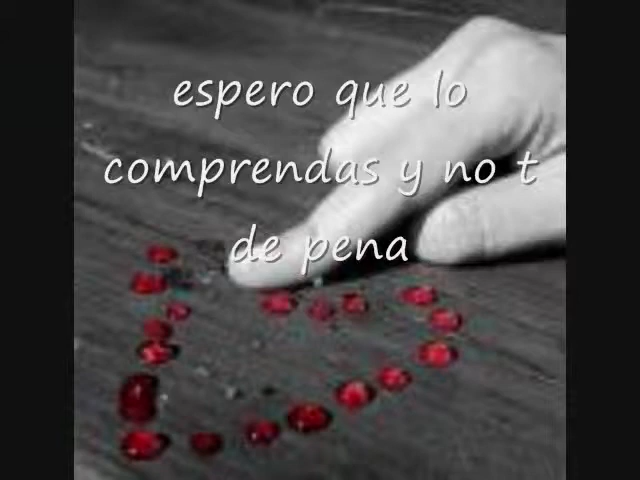 espero que lo
comprendas y no t
de pena